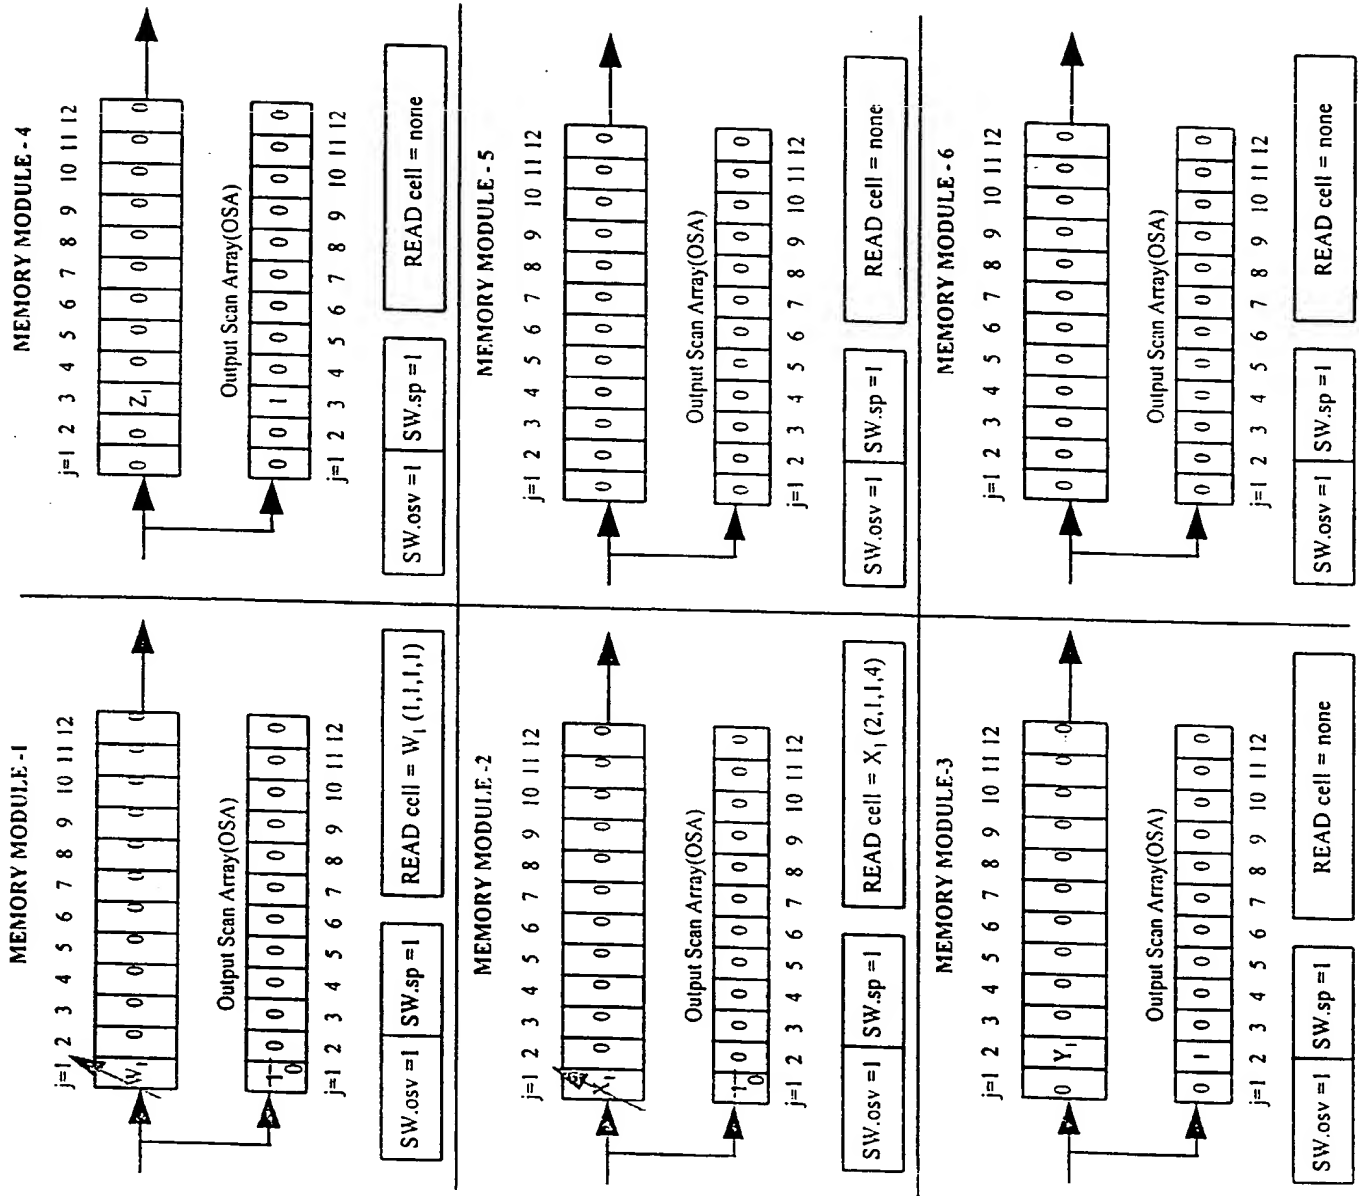 MEMORY MODULE -1
j=1 2 3 4 5 6 7 8 9 10 11 12
W1 0 0 0 0 0 0 0 0 0 0 0
Output Scan Array(OSA)
1 0 0 0 0 0 0 0 0 0 0 0 0
j=1 2 3 4 5 6 7 8 9 10 11 12
SW.osv =1 SW.sp =1 READ cell = W1 (1,1,1,1)
MEMORY MODULE - 4
j=1 2 3 4 5 6 7 8 9 10 11 12
0 0 Z1 0 0 0 0 0 0 0 0 0
Output Scan Array(OSA)
0 0 1 0 0 0 0 0 0 0 0 0
j=1 2 3 4 5 6 7 8 9 10 11 12
SW.osv =1 SW.sp =1 READ cell = none
MEMORY MODULE -2
j=1 2 3 4 5 6 7 8 9 10 11 12
X1 0 0 0 0 0 0 0 0 0 0 0
Output Scan Array(OSA)
1 0 0 0 0 0 0 0 0 0 0 0 0
j=1 2 3 4 5 6 7 8 9 10 11 12
SW.osv =1 SW.sp =1 READ cell = X1 (2,1,1,4)
MEMORY MODULE - 5
j=1 2 3 4 5 6 7 8 9 10 11 12
0 0 0 0 0 0 0 0 0 0 0 0
Output Scan Array(OSA)
0 0 0 0 0 0 0 0 0 0 0 0
j=1 2 3 4 5 6 7 8 9 10 11 12
SW.osv =1 SW.sp =1 READ cell = none
MEMORY MODULE-3
j=1 2 3 4 5 6 7 8 9 10 11 12
0 Y1 0 0 0 0 0 0 0 0 0 0
Output Scan Array(OSA)
0 1 0 0 0 0 0 0 0 0 0 0
j=1 2 3 4 5 6 7 8 9 10 11 12
SW.osv =1 SW.sp =1 READ cell = none
MEMORY MODULE - 6
j=1 2 3 4 5 6 7 8 9 10 11 12
0 0 0 0 0 0 0 0 0 0 0 0
Output Scan Array(OSA)
0 0 0 0 0 0 0 0 0 0 0 0
j=1 2 3 4 5 6 7 8 9 10 11 12
SW.osv =1 SW.sp =1 READ cell = none